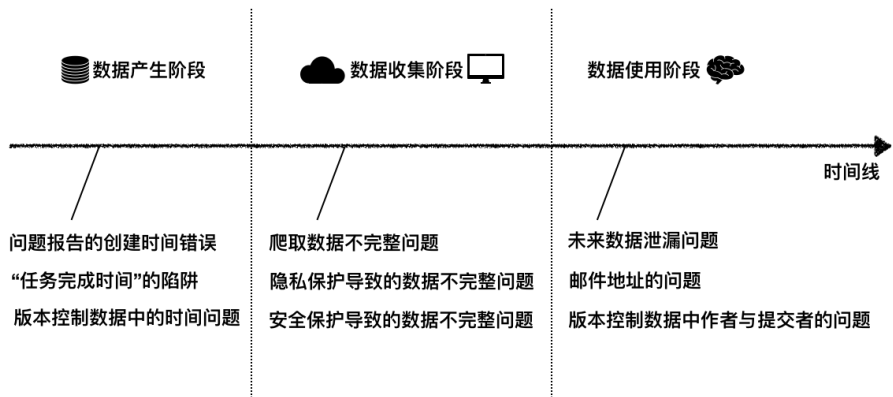 数据产生阶段
数据收集阶段
数据使用阶段
时间线
问题报告的创建时间错误
“任务完成时间”的陷阱
版本控制数据中的时间问题
爬取数据不完整问题
隐私保护导致的数据不完整问题
安全保护导致的数据不完整问题
未来数据泄漏问题
邮件地址的问题
版本控制数据中作者与提交者的问题